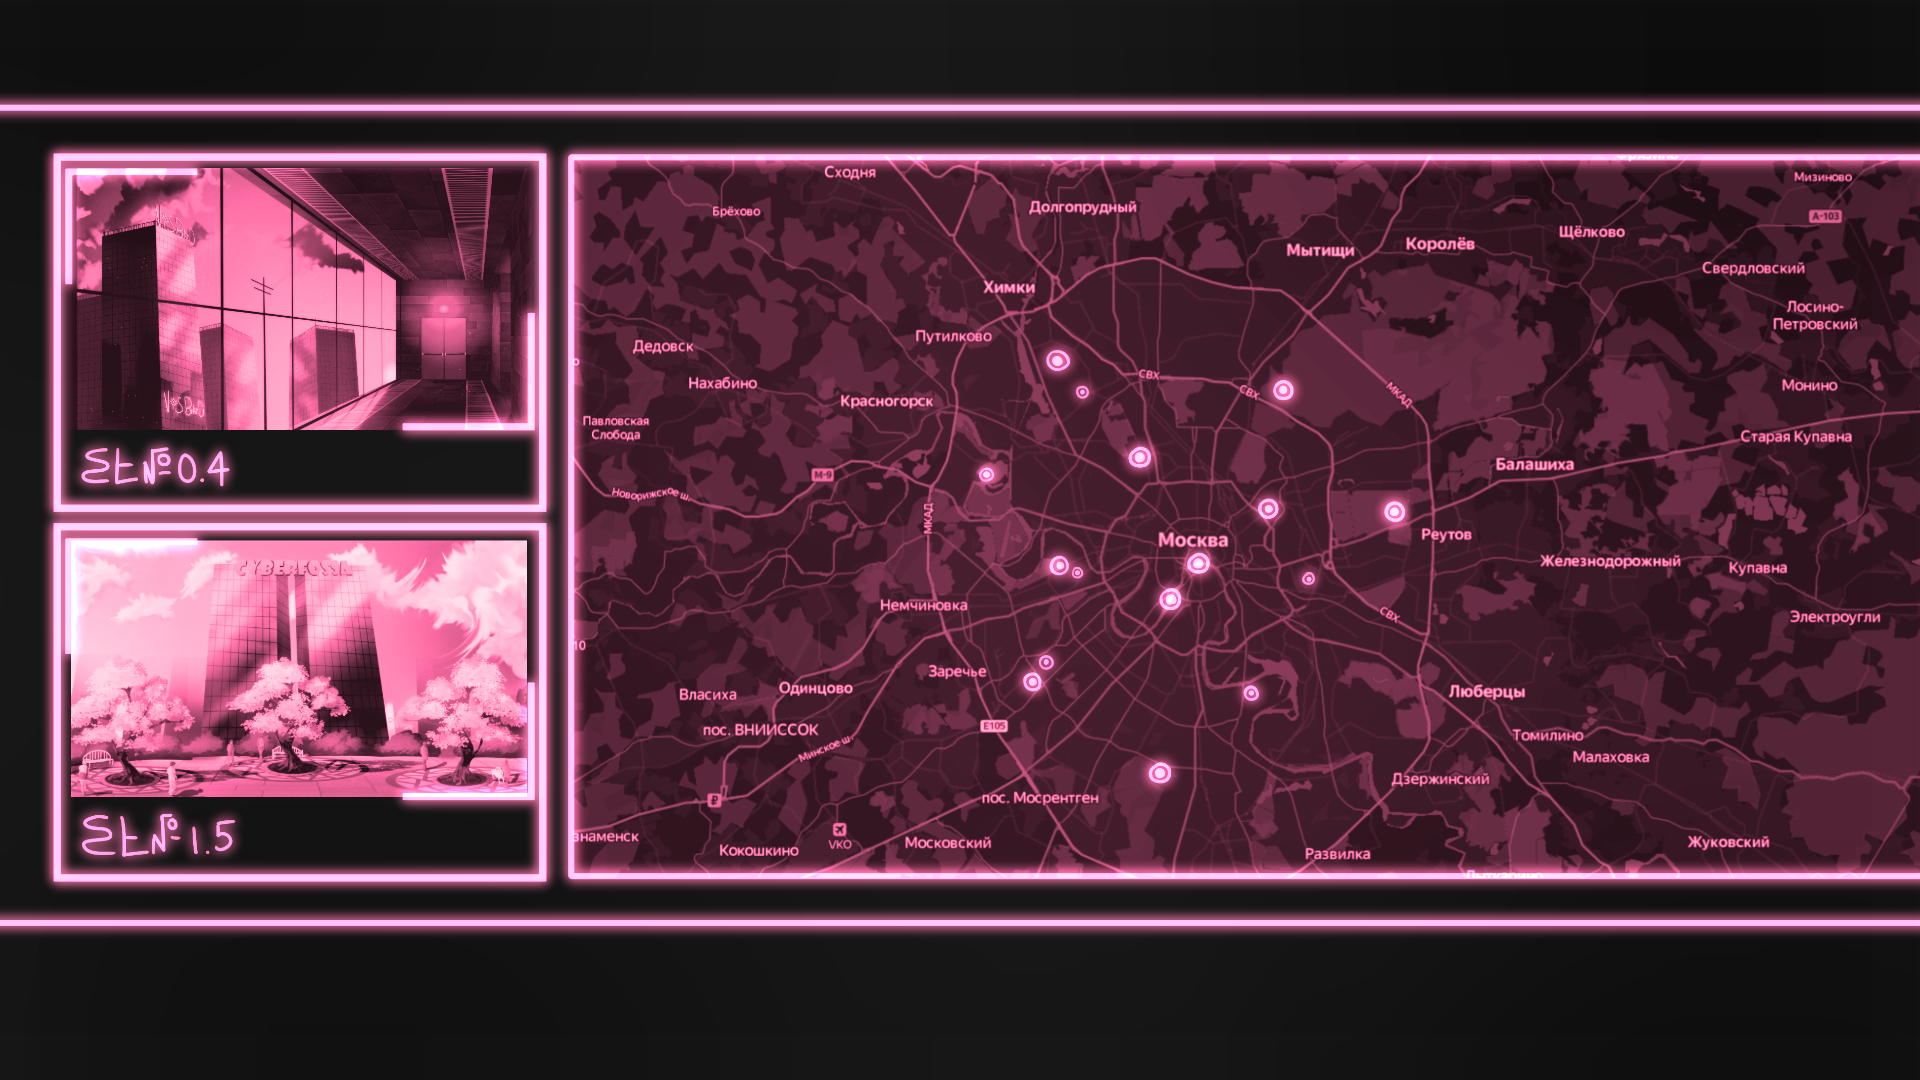 №0.4
CYBERFOSSA
№1.5
Сходня
Мизиново
Брёхово
Долгопрудный
А-103
Щёлково
Мытищи
Королёв
Свердловский
Химки
Лосино-
Петровский
Путилково
Дедовск
СВХ
Нахабино
СВХ
МКАД
Монино
Красногорск
Павловская
Слобода
Старая Купавна
Балашиха
М-9
Новорижское ш.
МКАД
Москва
Реутов
Железнодорожный
Купавна
Немчиновка
СВХ
Электроугли
10
Заречье
Власиха
Одинцово
Люберцы
Е105
пос. ВНИИССОК
Томилино
Минское ш.
Малаховка
Дзержинский
пос. Мосрентген
знаменск
VKO
Кокошкино
Московский
Развилка
Жуковский